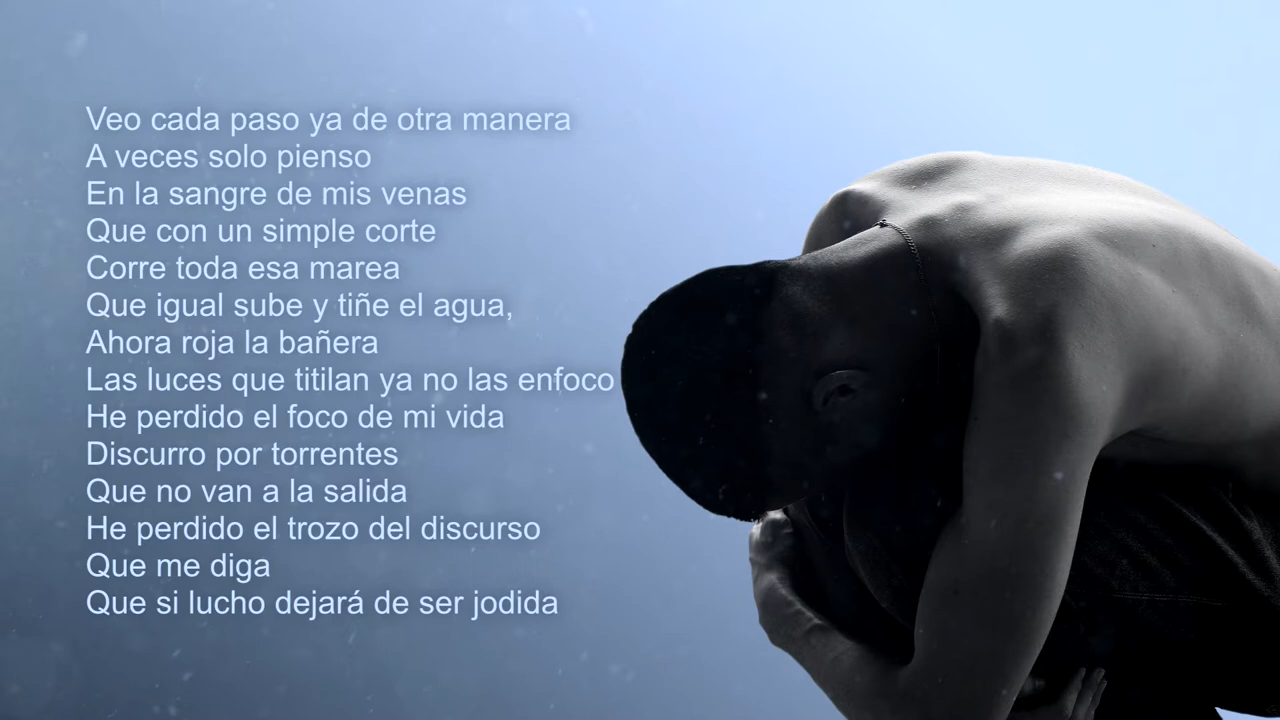 Veo cada paso ya de otra manera
A veces solo pienso
En la sangre de mis venas
Que con un simple corte
Corre toda esa marea
Que igual sube y tiñe el agua,
Ahora roja la bañera
Las luces que titilan ya no las enfoco
He perdido el foco de mi vida
Discurro por torrentes
Que no van a la salida
He perdido el trozo del discurso
Que me diga
Que si lucho dejará de ser jodida